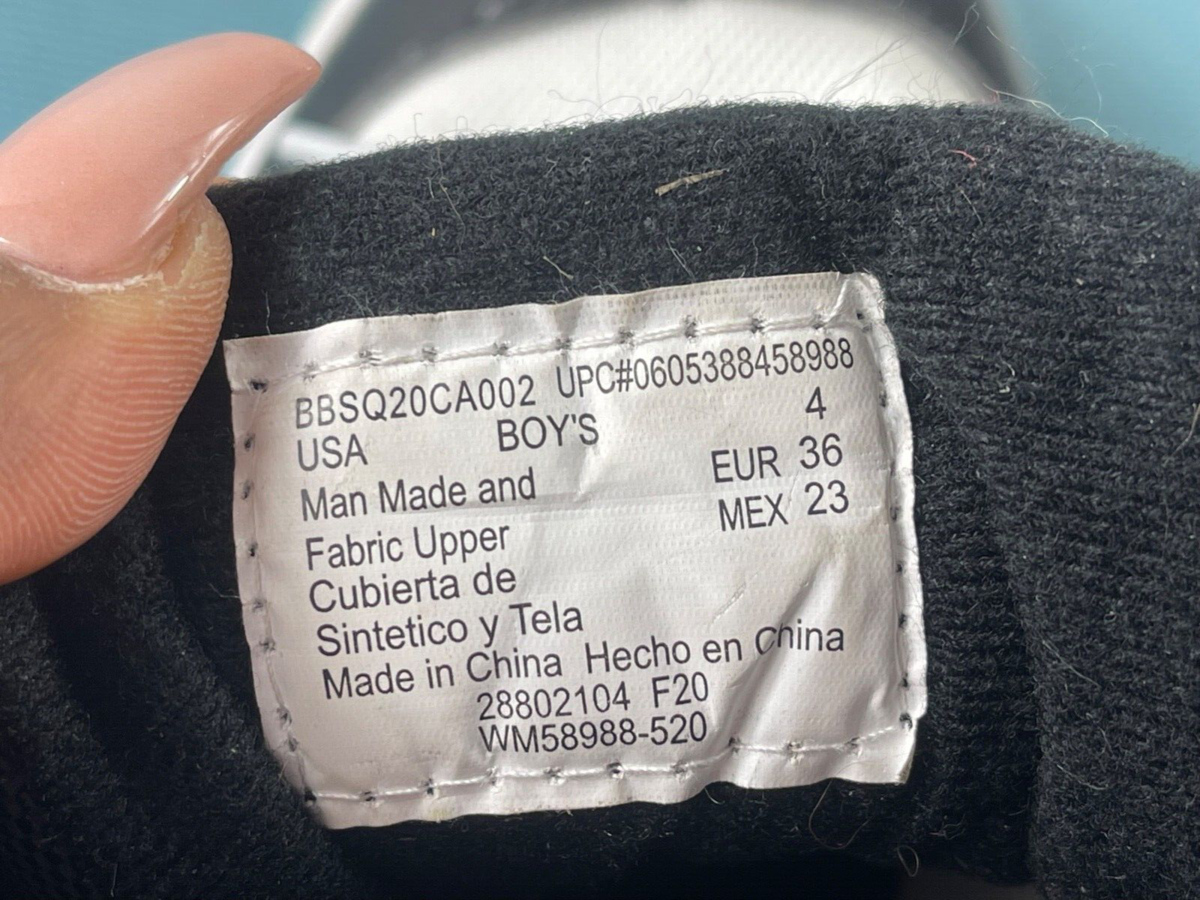 BBSQ20CA002 UPC#0605388458988
USA BOY'S 4
Man Made and EUR 36
Fabric Upper MEX 23
Cubierta de
Sintetico y Tela
Made in China Hecho en China
28802104 F20
WM58988-520